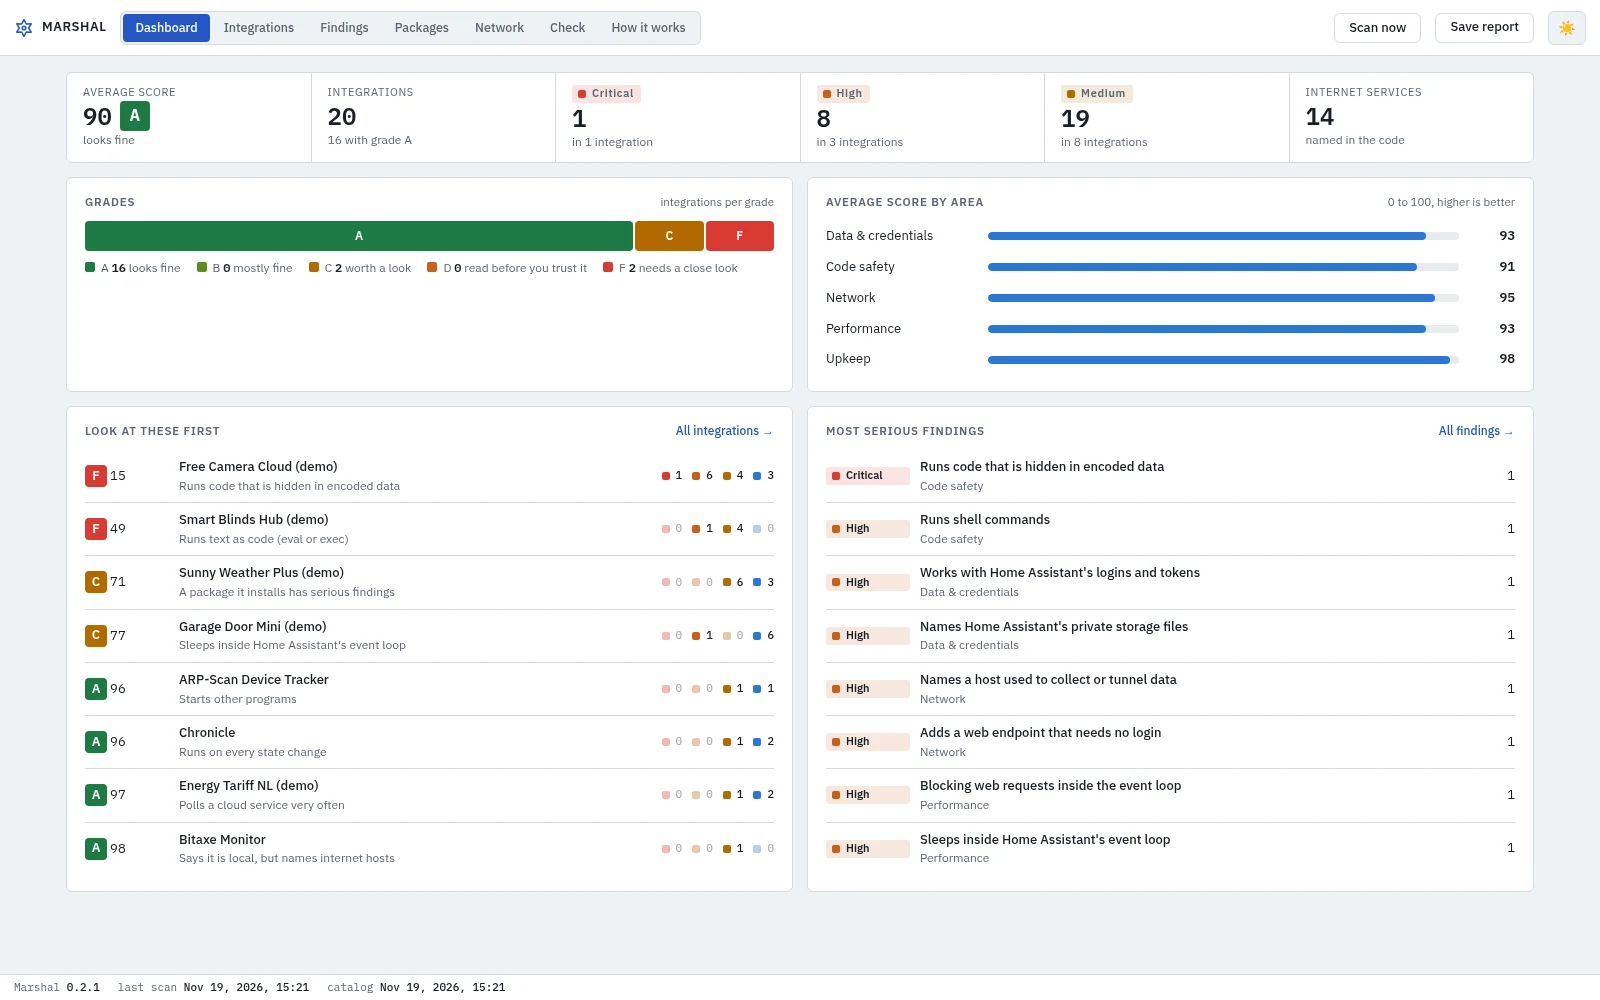 MARSHAL
Dashboard Integrations Findings Packages Network Check How it works
Scan now Save report
AVERAGE SCORE
90 A
looks fine
INTEGRATIONS
20
16 with grade A
Critical
1
in 1 integration
High
8
in 3 integrations
Medium
19
in 8 integrations
INTERNET SERVICES
14
named in the code
GRADES integrations per grade
A C F
A 16 looks fine B 0 mostly fine C 2 worth a look D 0 read before you trust it F 2 needs a close look
AVERAGE SCORE BY AREA 0 to 100, higher is better
Data & credentials 93
Code safety 91
Network 95
Performance 93
Upkeep 98
LOOK AT THESE FIRST All integrations →
F 15 Free Camera Cloud (demo) 1 6 4 3
Runs code that is hidden in encoded data
F 49 Smart Blinds Hub (demo) 0 1 4 0
Runs text as code (eval or exec)
C 71 Sunny Weather Plus (demo) 0 0 6 3
A package it installs has serious findings
C 77 Garage Door Mini (demo) 0 1 0 6
Sleeps inside Home Assistant's event loop
A 96 ARP-Scan Device Tracker 0 0 1 1
Starts other programs
A 96 Chronicle 0 0 1 2
Runs on every state change
A 97 Energy Tariff NL (demo) 0 0 1 2
Polls a cloud service very often
A 98 Bitaxe Monitor 0 0 1 0
Says it is local, but names internet hosts
MOST SERIOUS FINDINGS All findings →
Critical Runs code that is hidden in encoded data 1
Code safety
High Runs shell commands 1
Code safety
High Works with Home Assistant's logins and tokens 1
Data & credentials
High Names Home Assistant's private storage files 1
Data & credentials
High Names a host used to collect or tunnel data 1
Network
High Adds a web endpoint that needs no login 1
Network
High Blocking web requests inside the event loop 1
Performance
High Sleeps inside Home Assistant's event loop 1
Performance
Marshal 0.2.1 last scan Nov 19, 2026, 15:21 catalog Nov 19, 2026, 15:21